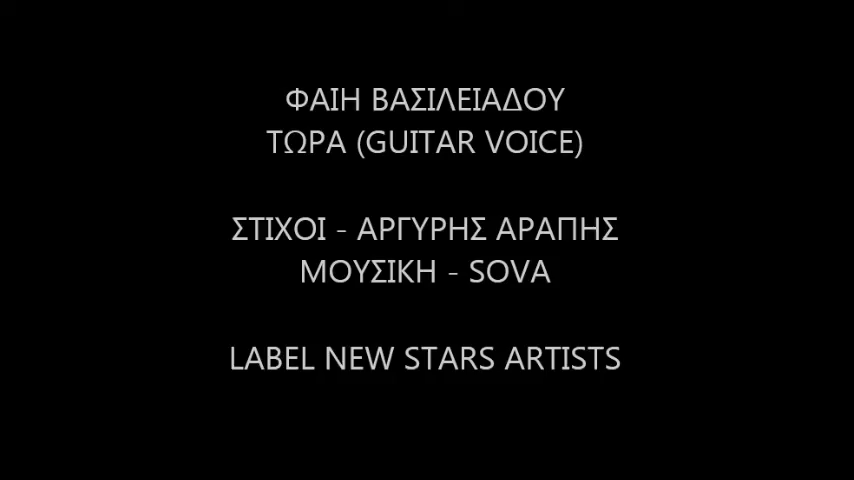 ΦΑΙΗ ΒΑΣΙΛΕΙΑΔΟΥ
ΤΩΡΑ (GUITAR VOICE)
ΣΤΙΧΟΙ - ΑΡΓΥΡΗΣ ΑΡΑΠΗΣ
ΜΟΥΣΙΚΗ - SOVA
LABEL NEW STARS ARTISTS